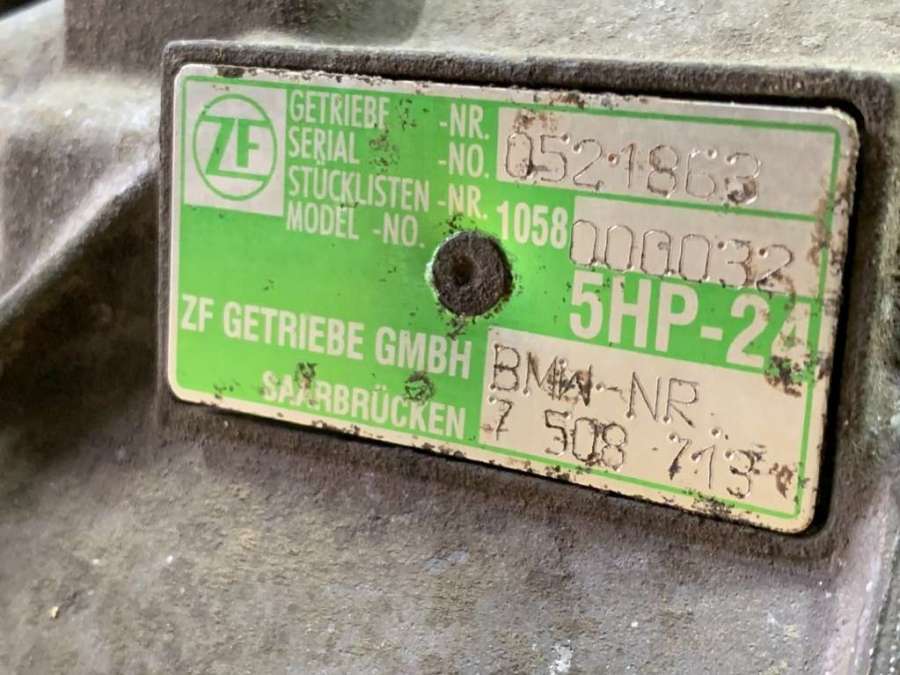 ZF
GETRIEBE -NR.
SERIAL -NO. 0521863
STÜCKLISTEN -NR.
MODEL -NO. 1058 000032
5HP-24
ZF GETRIEBE GMBH
SAARBRÜCKEN
BMW-NR.
7 508 713